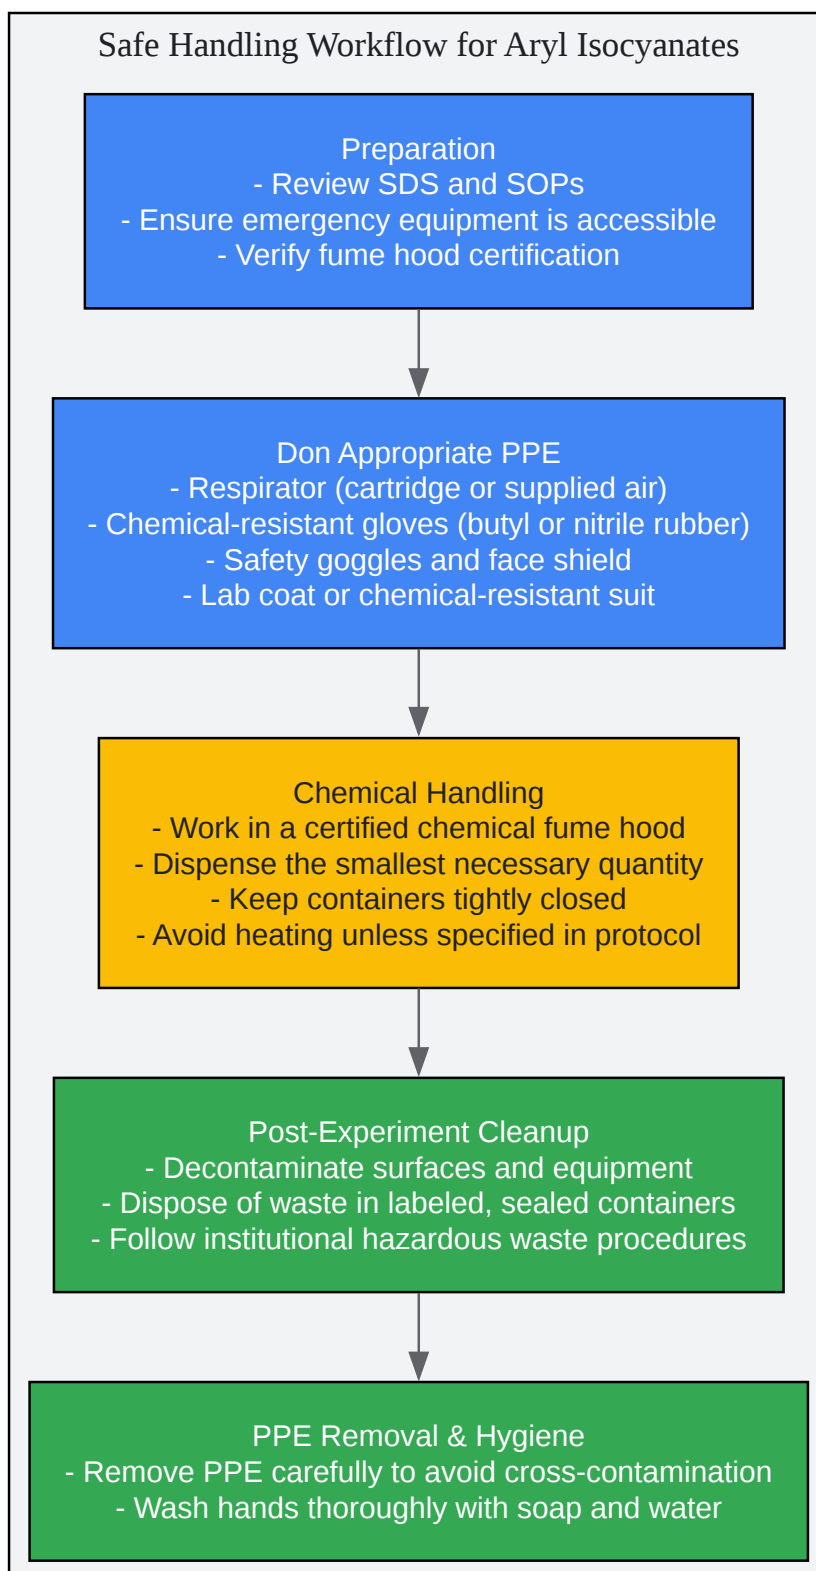 Safe Handling Workflow for Aryl Isocyanates
Preparation
- Review SDS and SOPs
- Ensure emergency equipment is accessible
- Verify fume hood certification
Don Appropriate PPE
- Respirator (cartridge or supplied air)
- Chemical-resistant gloves (butyl or nitrile rubber)
- Safety goggles and face shield
- Lab coat or chemical-resistant suit
Chemical Handling
- Work in a certified chemical fume hood
- Dispense the smallest necessary quantity
- Keep containers tightly closed
- Avoid heating unless specified in protocol
Post-Experiment Cleanup
- Decontaminate surfaces and equipment
- Dispose of waste in labeled, sealed containers
- Follow institutional hazardous waste procedures
PPE Removal & Hygiene
- Remove PPE carefully to avoid cross-contamination
- Wash hands thoroughly with soap and water